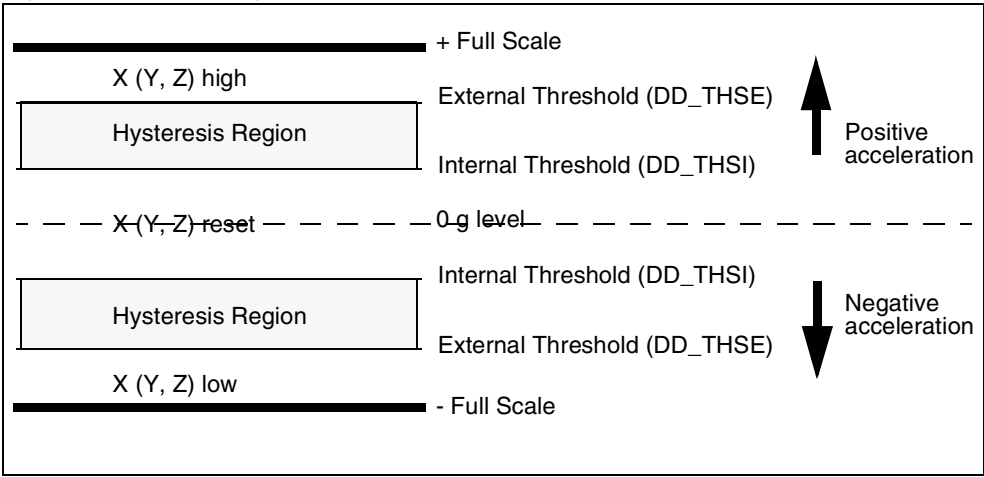 + Full Scale
X (Y, Z) high
External Threshold (DD_THSE)
Hysteresis Region
Positive
acceleration
Internal Threshold (DD_THSI)
X (Y, Z) reset
0 g level
Internal Threshold (DD_THSI)
Hysteresis Region
Negative
acceleration
External Threshold (DD_THSE)
X (Y, Z) low
- Full Scale